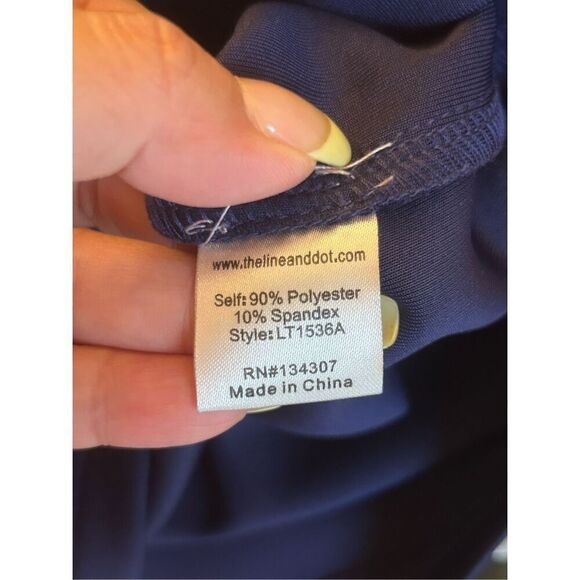 www.thelineanddot.com
Self: 90% Polyester
10% Spandex
Style: LT1536A
RN#134307
Made in China